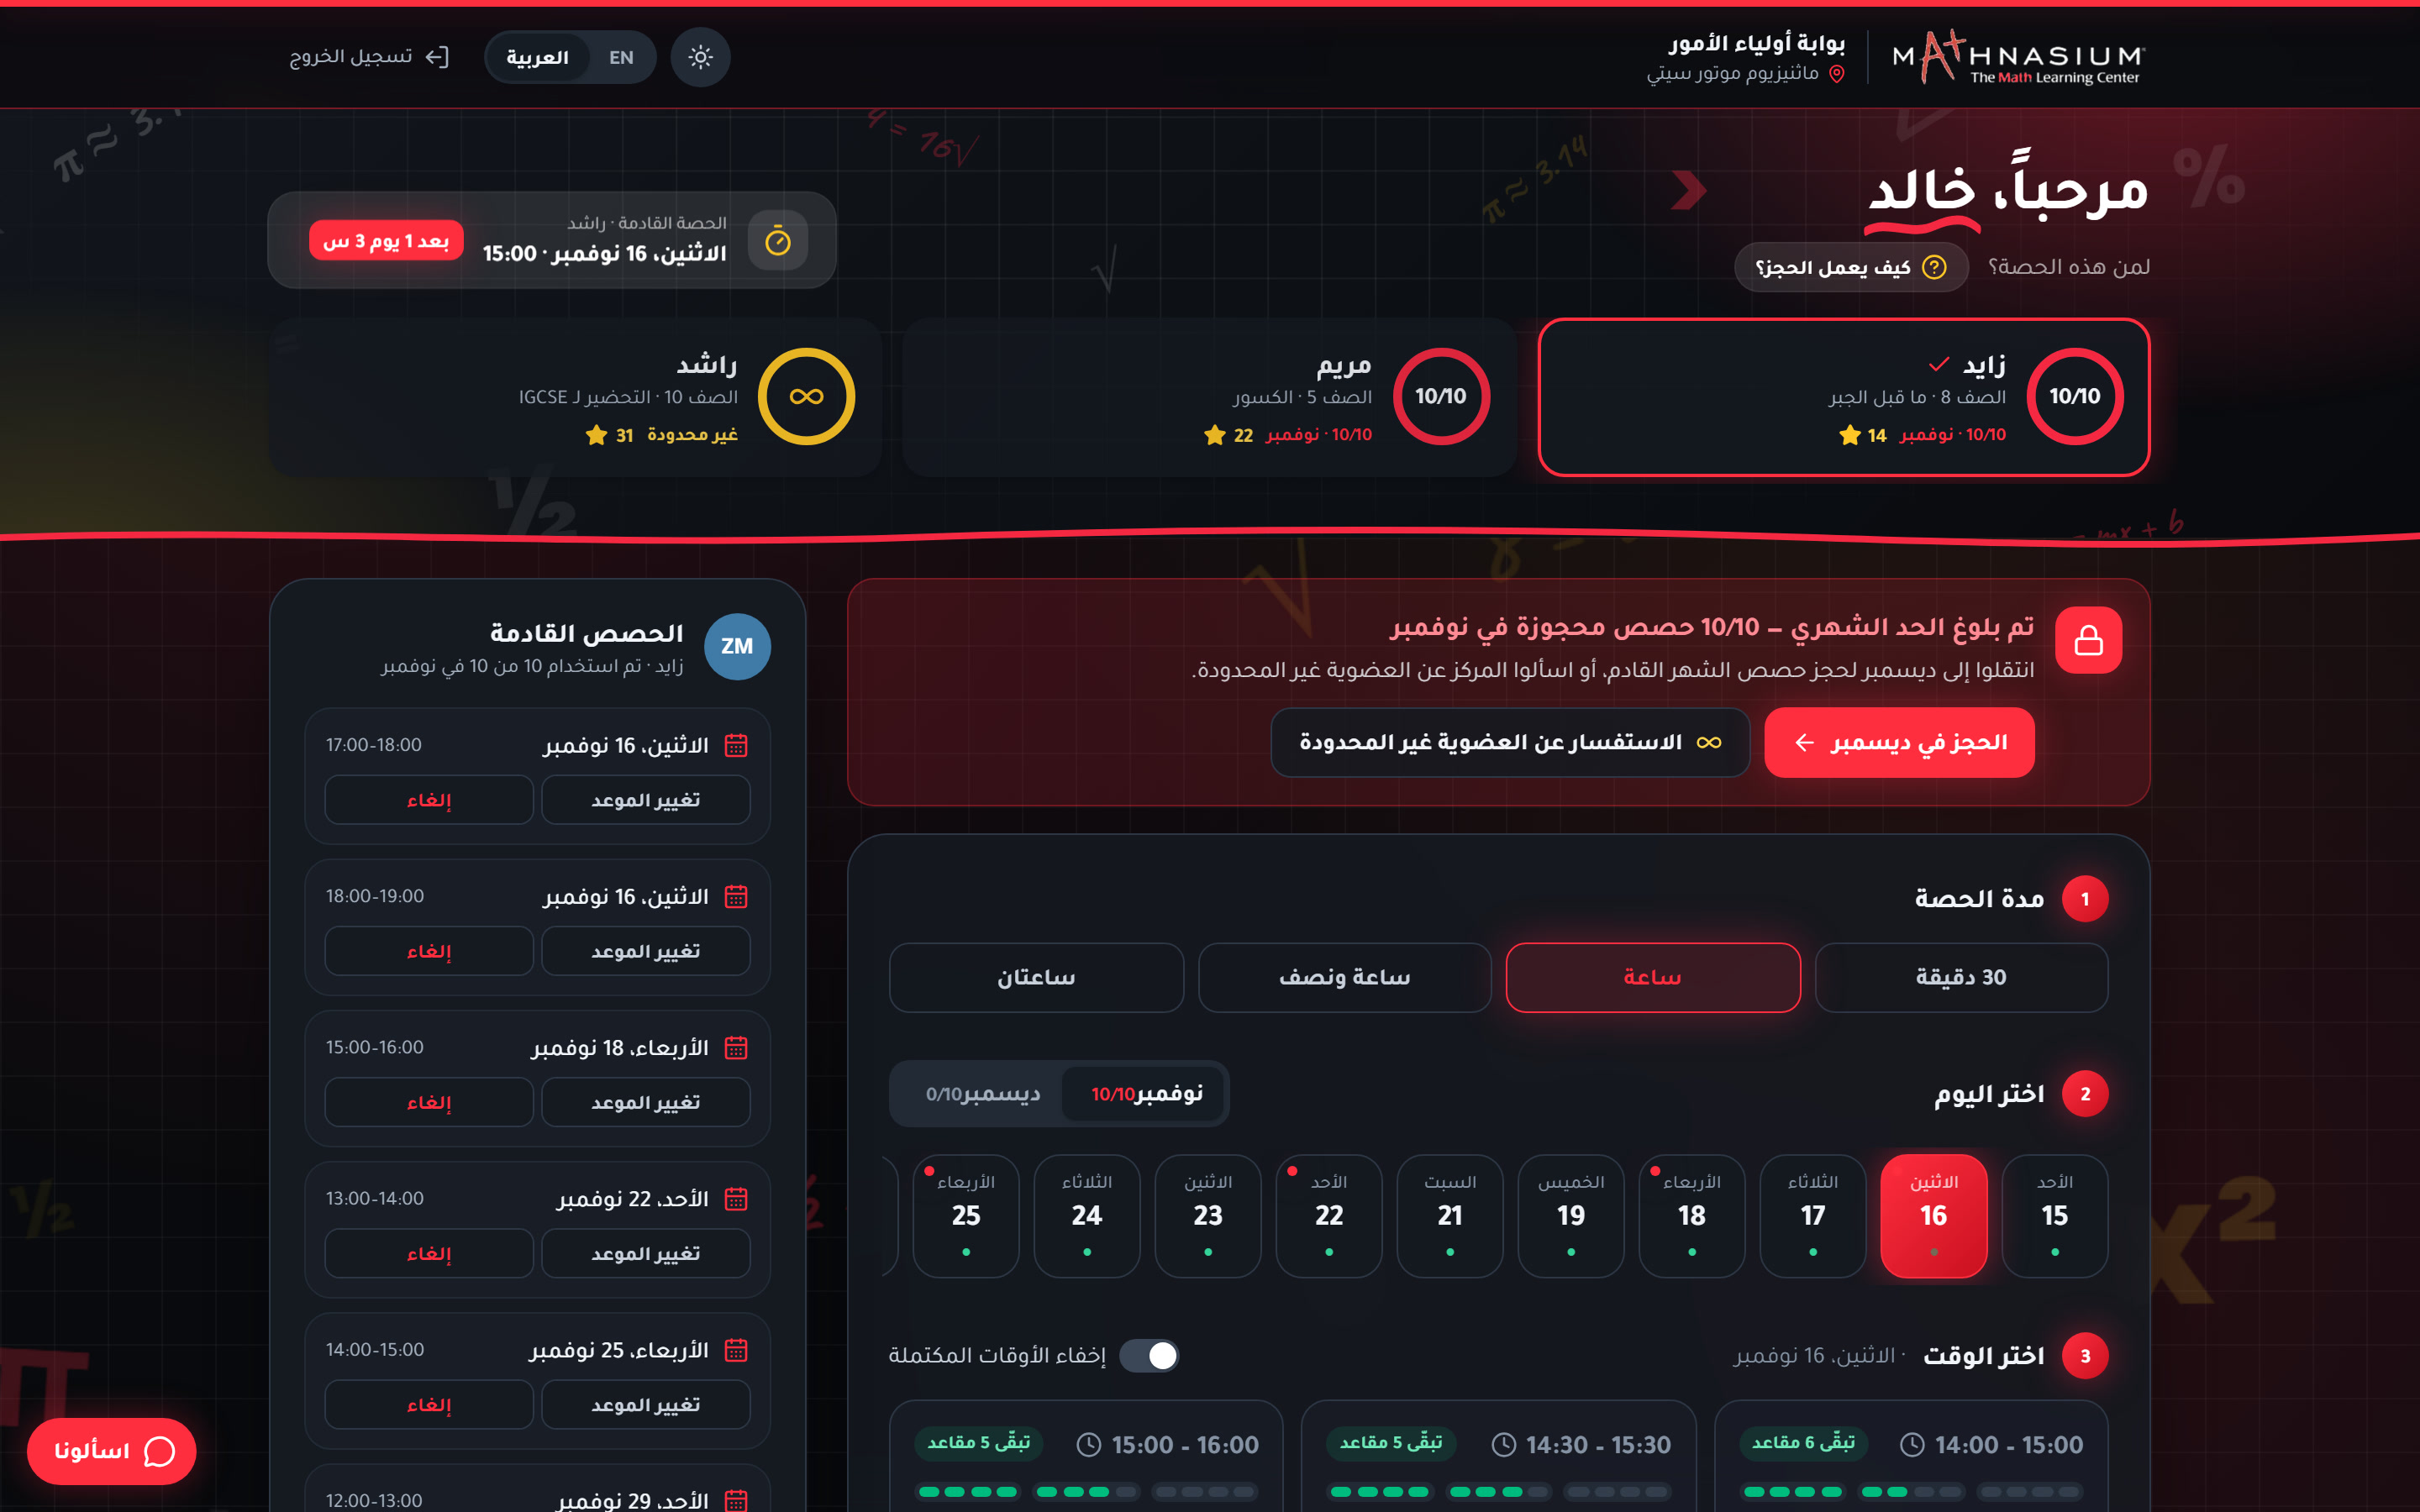 MATHNASIUM
The Math Learning Center
بوابة أولياء الأمور
ماثنيزيوم موتور سيتي
EN
العربية
تسجيل الخروج
مرحباً، خالد
لمن هذه الحصة؟
كيف يعمل الحجز؟
الحصة القادمة · راشد
الاثنين، 16 نوفمبر · 15:00
بعد 1 يوم 3 س
10/10
زايد
الصف 8 · ما قبل الجبر
10/10 · نوفمبر 14
10/10
مريم
الصف 5 · الكسور
10/10 · نوفمبر 22
راشد
الصف 10 · التحضير لـ IGCSE
غير محدودة 31
تم بلوغ الحد الشهري – 10/10 حصص محجوزة في نوفمبر
انتقلوا إلى ديسمبر لحجز حصص الشهر القادم، أو اسألوا المركز عن العضوية غير المحدودة.
الحجز في ديسمبر
الاستفسار عن العضوية غير المحدودة
1
مدة الحصة
30 دقيقة
ساعة
ساعة ونصف
ساعتان
2
اختر اليوم
نوفمبر 10/10
ديسمبر 0/10
الأحد
15
الاثنين
16
الثلاثاء
17
الأربعاء
18
الخميس
19
السبت
21
الأحد
22
الاثنين
23
الثلاثاء
24
الأربعاء
25
3
اختر الوقت · الاثنين، 16 نوفمبر
إخفاء الأوقات المكتملة
14:00 - 15:00
تبقّى 6 مقاعد
14:30 - 15:30
تبقّى 5 مقاعد
15:00 - 16:00
تبقّى 5 مقاعد
ZM
الحصص القادمة
زايد · تم استخدام 10 من 10 في نوفمبر
الاثنين، 16 نوفمبر
17:00-18:00
تغيير الموعد
إلغاء
الاثنين، 16 نوفمبر
18:00-19:00
تغيير الموعد
إلغاء
الأربعاء، 18 نوفمبر
15:00-16:00
تغيير الموعد
إلغاء
الأحد، 22 نوفمبر
13:00-14:00
تغيير الموعد
إلغاء
الأربعاء، 25 نوفمبر
14:00-15:00
تغيير الموعد
إلغاء
الأحد، 29 نوفمبر
12:00-13:00
اسألونا
π ≈ 3.14
%
½
x²
½
π
√